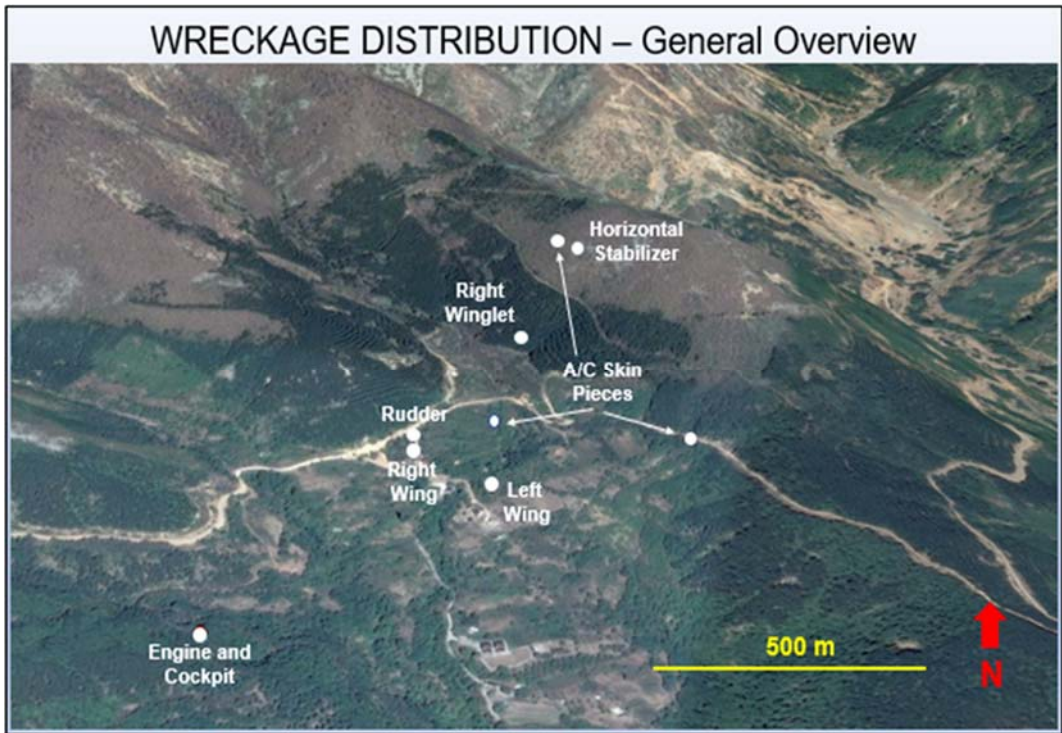 WRECKAGE DISTRIBUTION – General Overview
Horizontal
Stabilizer
Right
Winglet
A/C Skin
Pieces
Rudder
Right
Wing
Left
Wing
Engine and
Cockpit
500 m
N